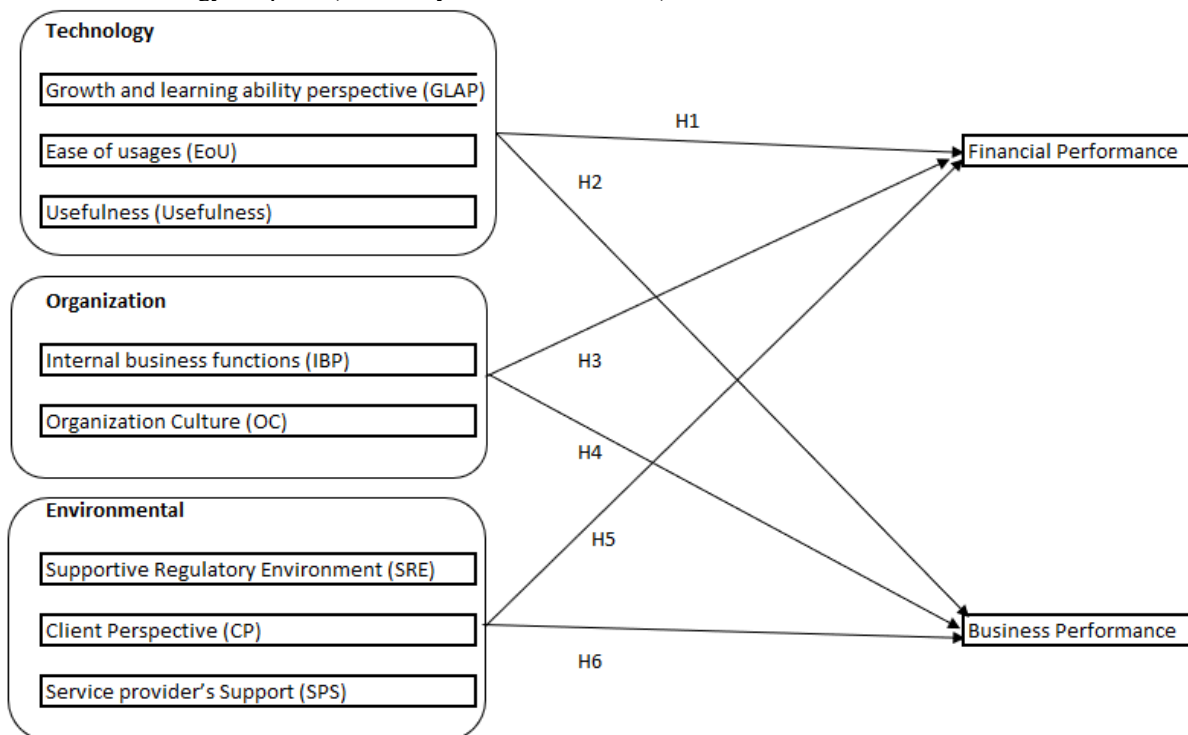 Technology
Growth and learning ability perspective (GLAP)
Ease of usages (EoU)
Usefulness (Usefulness)
Organization
Internal business functions (IBP)
Organization Culture (OC)
Environmental
Supportive Regulatory Environment (SRE)
Client Perspective (CP)
Service provider's Support (SPS)
H1
H2
H3
H4
H5
H6
Financial Performance
Business Performance